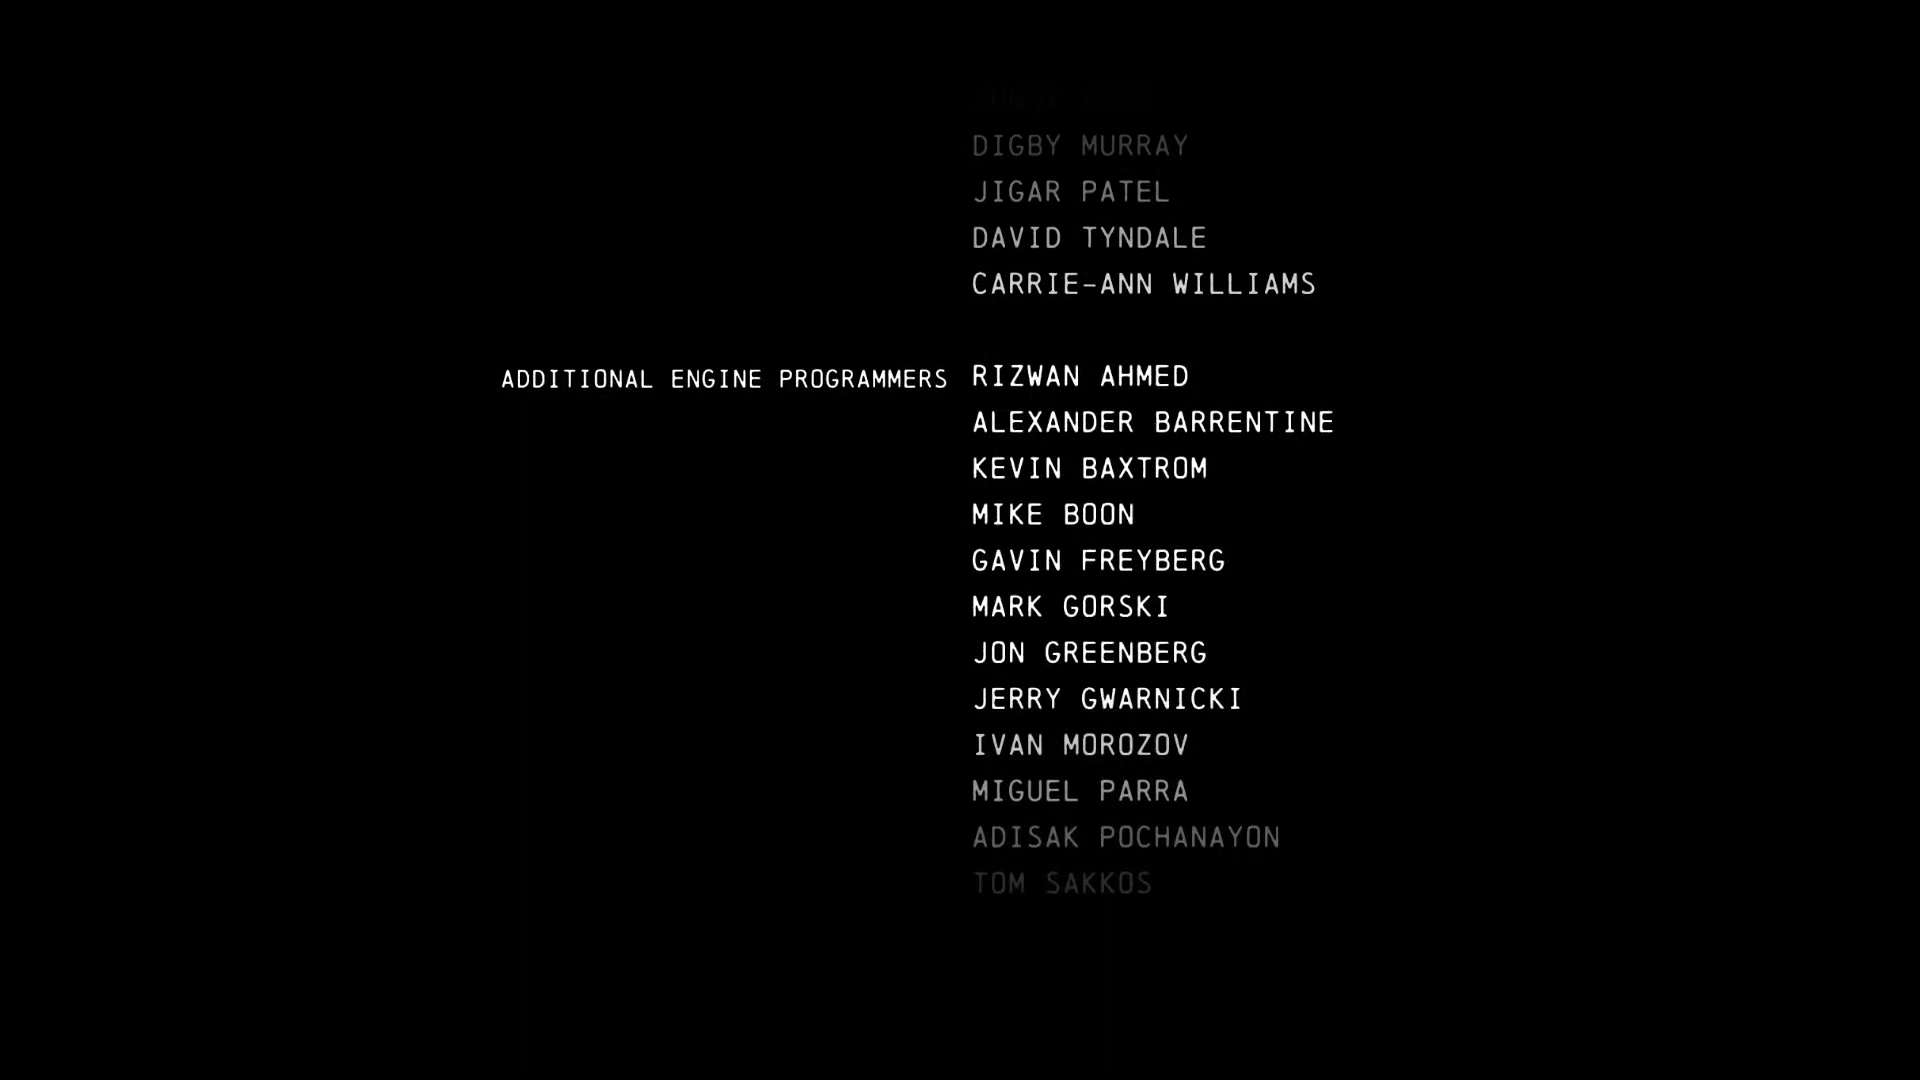 DIGBY MURRAY
JIGAR PATEL
DAVID TYNDALE
CARRIE-ANN WILLIAMS
ADDITIONAL ENGINE PROGRAMMERS RIZWAN AHMED
ALEXANDER BARRENTINE
KEVIN BAXTROM
MIKE BOON
GAVIN FREYBERG
MARK GORSKI
JON GREENBERG
JERRY GWARNICKI
IVAN MOROZOV
MIGUEL PARRA
ADISAK POCHANAYON
TOM SAKKOS